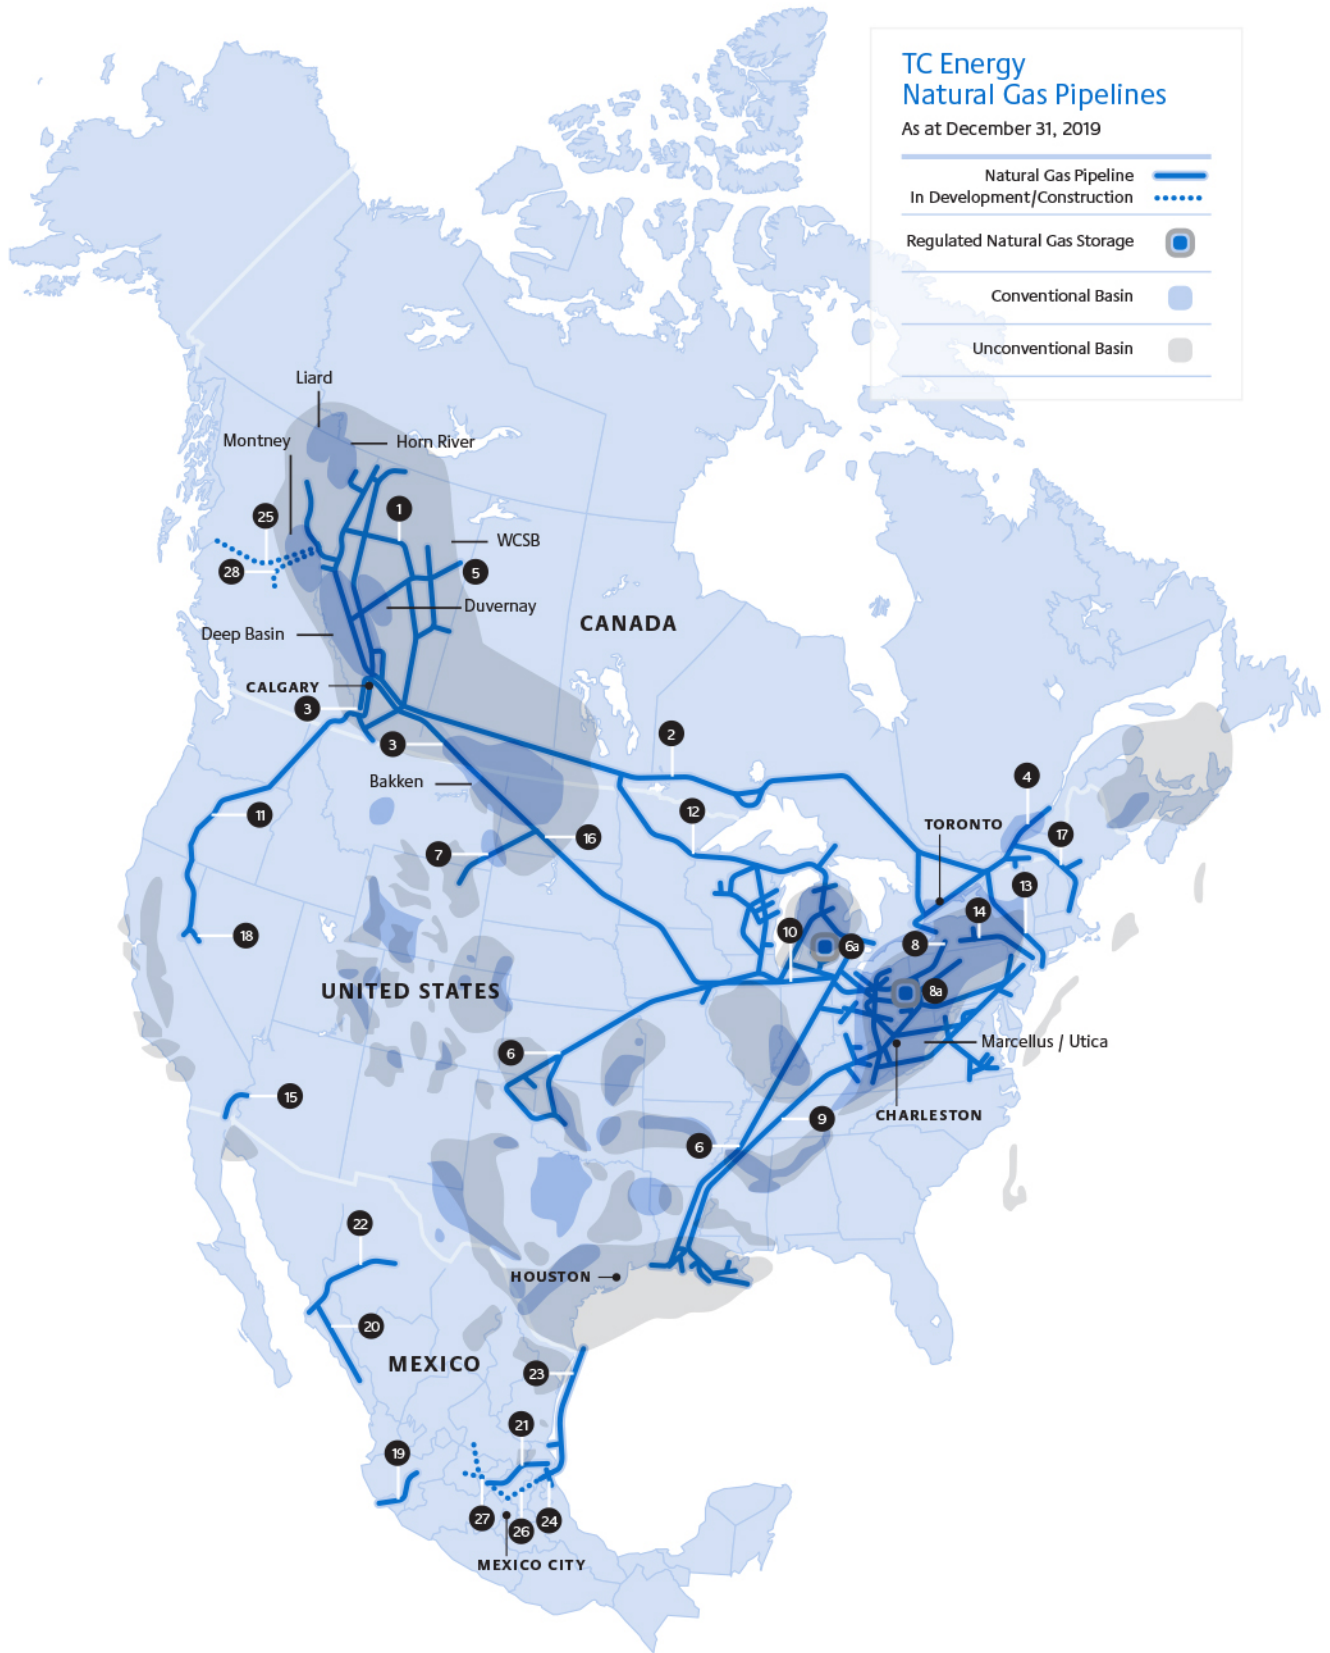 TC Energy
Natural Gas Pipelines
As at December 31, 2019
Natural Gas Pipeline
In Development/Construction
Regulated Natural Gas Storage
Conventional Basin
Unconventional Basin
Liard
Montney
Horn River
1
25
WCSB
28
5
Duvernay
CANADA
Deep Basin
CALGARY
3
3
2
Bakken
4
12
11
TORONTO
17
16
7
13
14
10
18
8
6a
UNITED STATES
8a
Marcellus / Utica
6
15
CHARLESTON
9
6
22
HOUSTON
20
MEXICO
23
21
19
27
26
24
MEXICO CITY